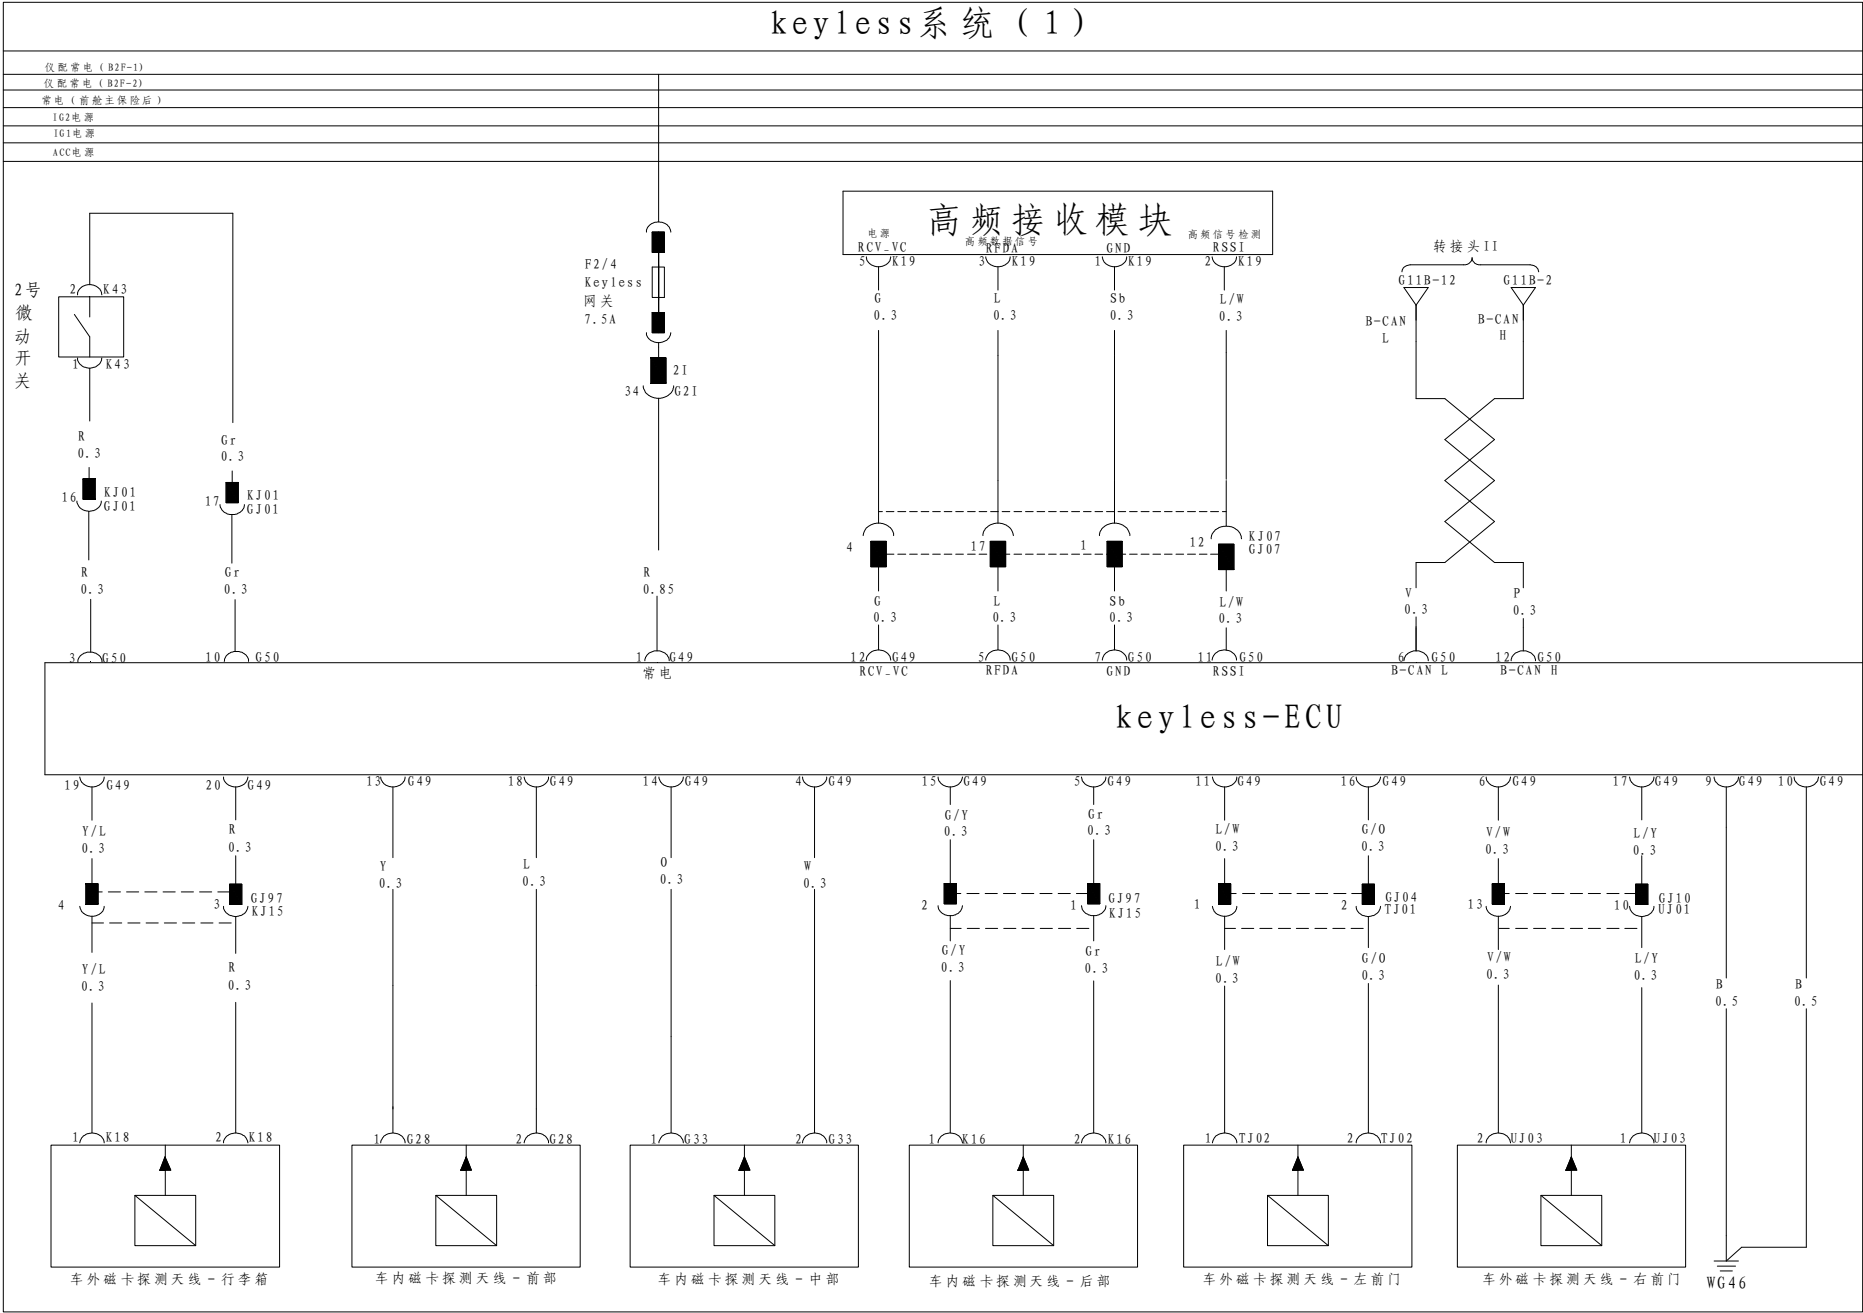 keyless系统（1）
仪配常电（B2F-1）
仪配常电（B2F-2）
常电（前舱主保险后）
IG2电源
IG1电源
ACC电源
高频接收模块
电源 高频数据信号 高频信号检测
RCV_VC RFDA GND RSSI
5 K19 3 K19 1 K19 2 K19
转接头II
G11B-12 G11B-2
B-CAN L
B-CAN H
F2/4
Keyless
网关
7.5A
2号微动开关
2 K43
1 K43
G 0.3
L 0.3
Sb 0.3
L/W 0.3
2I
34 G2I
R 0.3
Gr 0.3
16 KJ01 GJ01
17 KJ01 GJ01
4 17 1 12 KJ07 GJ07
R 0.3
Gr 0.3
R 0.85
G 0.3
L 0.3
Sb 0.3
L/W 0.3
V 0.3
P 0.3
3 G50 10 G50 1 G49 12 G49 5 G50 7 G50 11 G50 6 G50 12 G50
常电 RCV_VC RFDA GND RSSI B-CAN L B-CAN H
keyless-ECU
19 G49 20 G49 13 G49 18 G49 14 G49 4 G49 15 G49 5 G49 11 G49 16 G49 6 G49 17 G49 9 G49 10 G49
Y/L 0.3
R 0.3
Y 0.3
L 0.3
O 0.3
W 0.3
G/Y 0.3
Gr 0.3
L/W 0.3
G/O 0.3
V/W 0.3
L/Y 0.3
4 3 GJ97 KJ15
2 1 GJ97 KJ15
1 2 GJ04 TJ01
13 10 GJ10 UJ01
Y/L 0.3
R 0.3
G/Y 0.3
Gr 0.3
L/W 0.3
G/O 0.3
V/W 0.3
L/Y 0.3
B 0.5
B 0.5
1 K18 2 K18 1 G28 2 G28 1 G33 2 G33 1 K16 2 K16 1 TJ02 2 TJ02 2 UJ03 1 UJ03
车外磁卡探测天线-行李箱
车内磁卡探测天线-前部
车内磁卡探测天线-中部
车内磁卡探测天线-后部
车外磁卡探测天线-左前门
车外磁卡探测天线-右前门
WG46